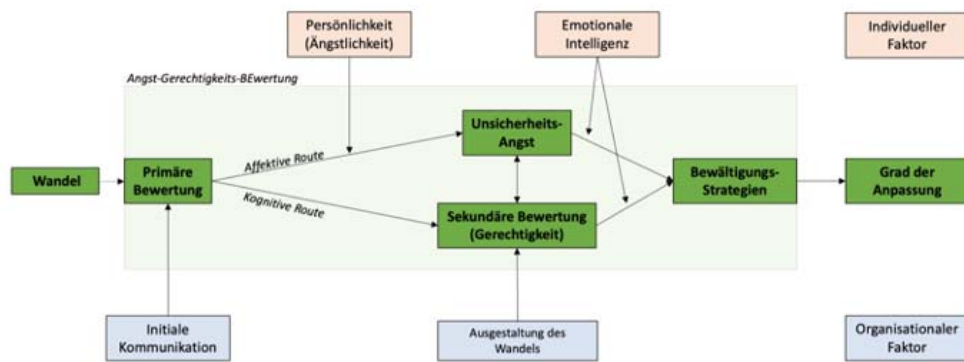 Persönlichkeit
(Ängstlichkeit)
Emotionale
Intelligenz
Individueller
Faktor
Angst-Gerechtigkeits-BEwertung
Wandel
Primäre
Bewertung
Affektive Route
Kognitive Route
Unsicherheits-
Angst
Sekundäre Bewertung
(Gerechtigkeit)
Bewältigungs-
Strategien
Grad der
Anpassung
Initiale
Kommunikation
Ausgestaltung des
Wandels
Organisationaler
Faktor